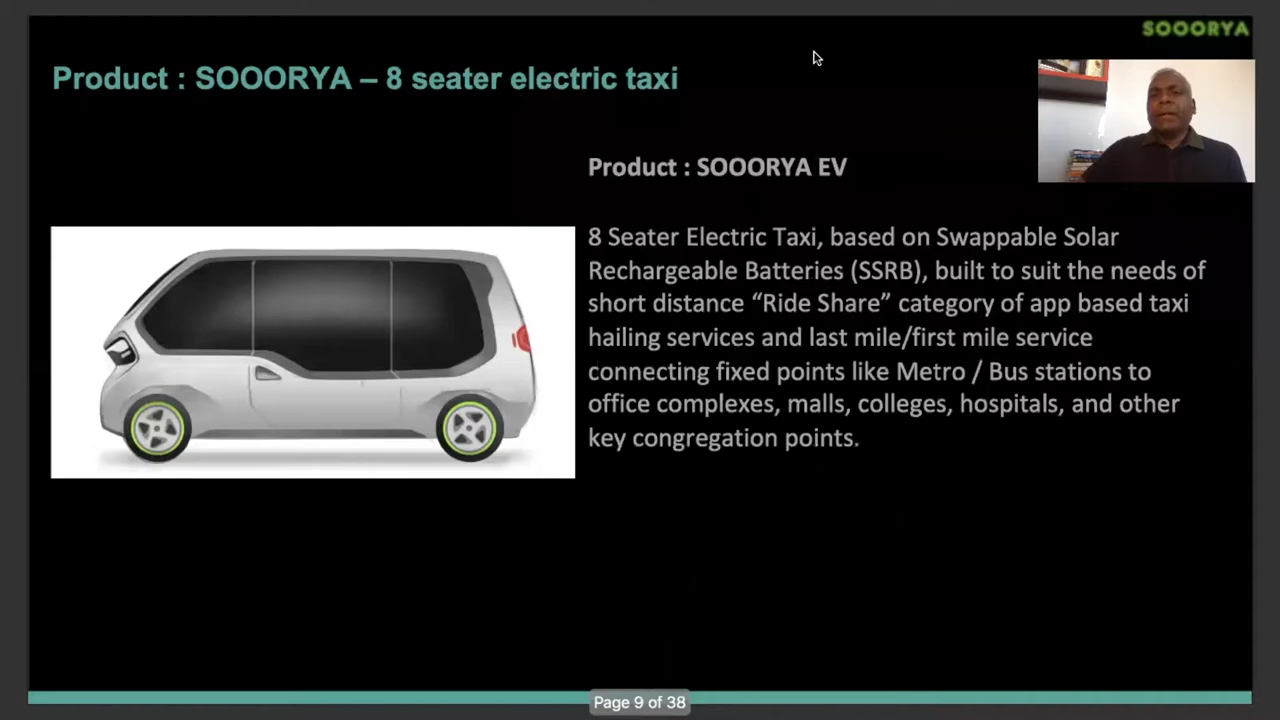 SOOORYA
Product : SOOORYA – 8 seater electric taxi
Product : SOOORYA EV
8 Seater Electric Taxi, based on Swappable Solar
Rechargeable Batteries (SSRB), built to suit the needs of
short distance “Ride Share” category of app based taxi
hailing services and last mile/first mile service
connecting fixed points like Metro / Bus stations to
office complexes, malls, colleges, hospitals, and other
key congregation points.
Page 9 of 38